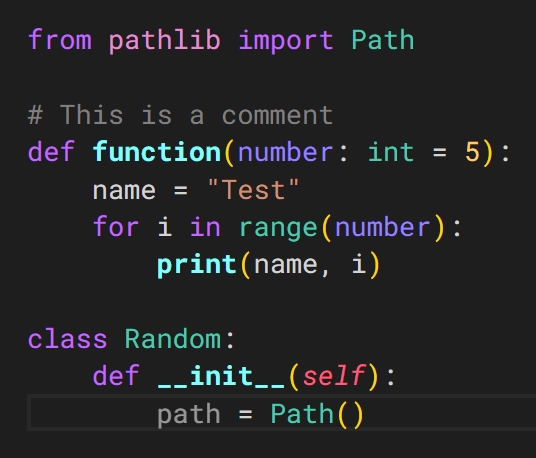 from pathlib import Path
# This is a comment
def function(number: int = 5):
    name = "Test"
    for i in range(number):
        print(name, i)
class Random:
    def __init__(self):
        path = Path()